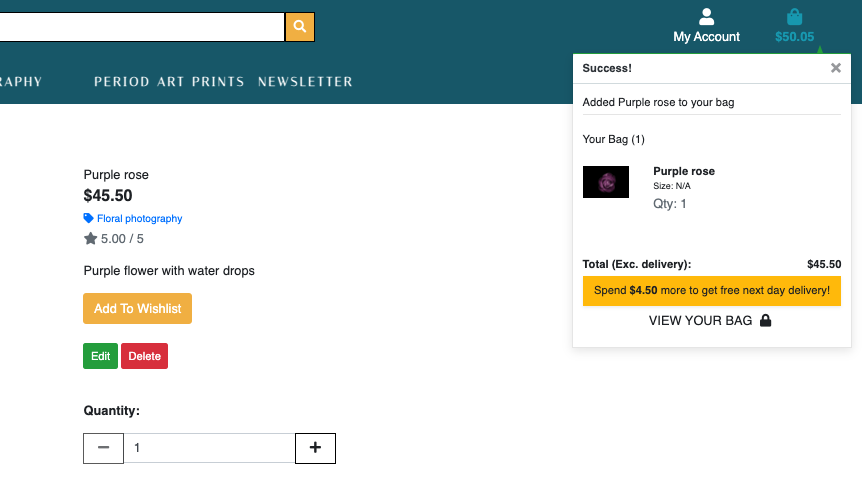 My Account
$50.05
RAPHY
PERIOD ART PRINTS
NEWSLETTER
Success!
Added Purple rose to your bag
Your Bag (1)
Purple rose
Size: N/A
Qty: 1
Total (Exc. delivery):
$45.50
Spend $4.50 more to get free next day delivery!
VIEW YOUR BAG
Purple rose
$45.50
Floral photography
5.00 / 5
Purple flower with water drops
Add To Wishlist
Edit
Delete
Quantity:
1